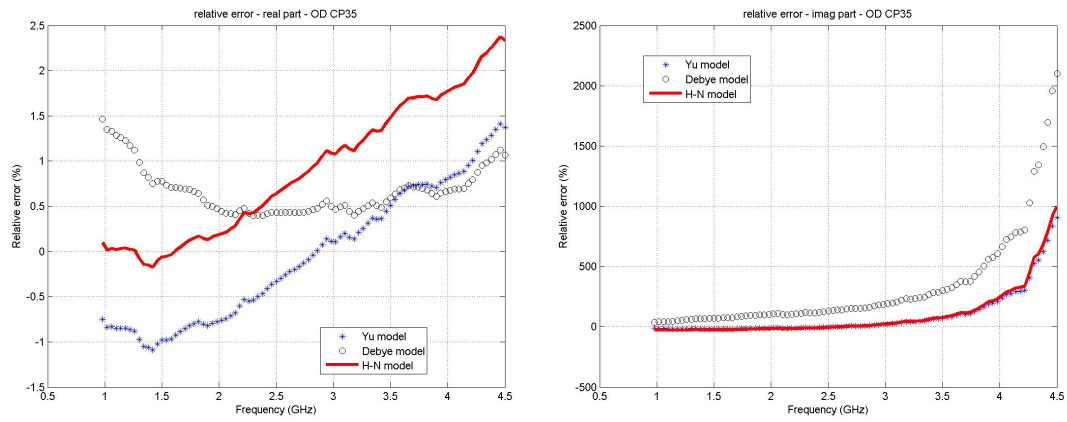 relative error - real part - OD CP35
2.5
2
1.5
1
0.5
0
-0.5
-1
-1.5
Relative error (%)
Yu model
Debye model
H-N model
0.5 1 1.5 2 2.5 3 3.5 4 4.5
Frequency (GHz)
relative error - imag part - OD CP35
2500
2000
1500
1000
500
0
-500
Relative error (%)
Yu model
Debye model
H-N model
0.5 1 1.5 2 2.5 3 3.5 4 4.5
Frequency (GHz)